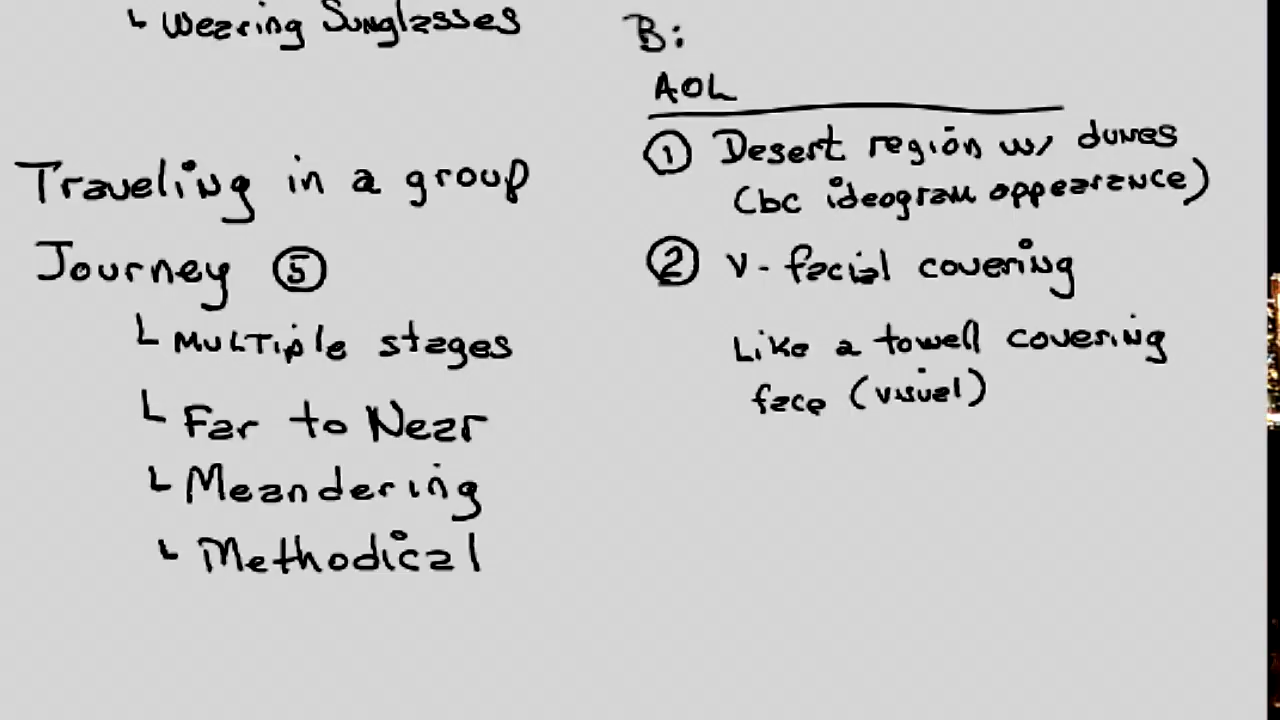 └ Wearing Sunglasses
Traveling in a group
Journey ⑤
└ Multiple stages
└ Far to Near
└ Meandering
└ Methodical
B:
AOL
① Desert region w/ dunes
(bc ideogram appearance)
② V - facial covering
Like a towell covering
face (visual)